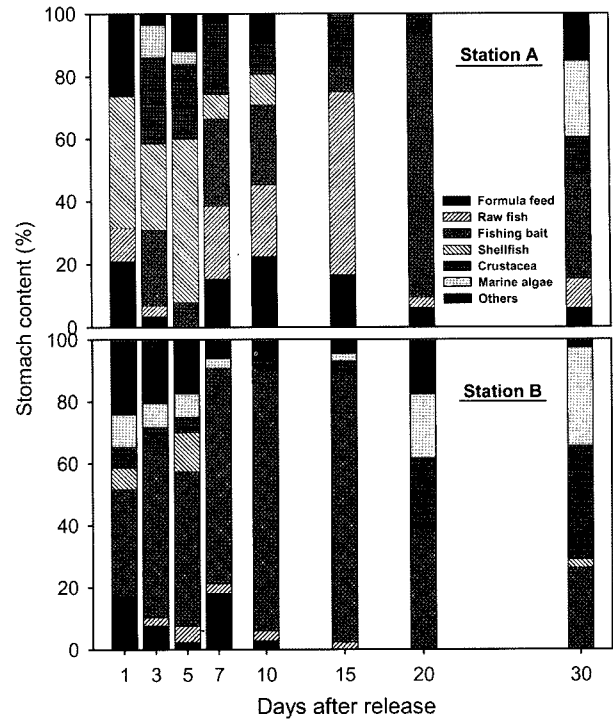 Stomach content (%)
100
80
60
40
20
0
Station A
Formula feed
Raw fish
Fishing bait
Shellfish
Crustacea
Marine algae
Others
100
80
60
40
20
0
Station B
1 3 5 7 10 15 20 30
Days after release